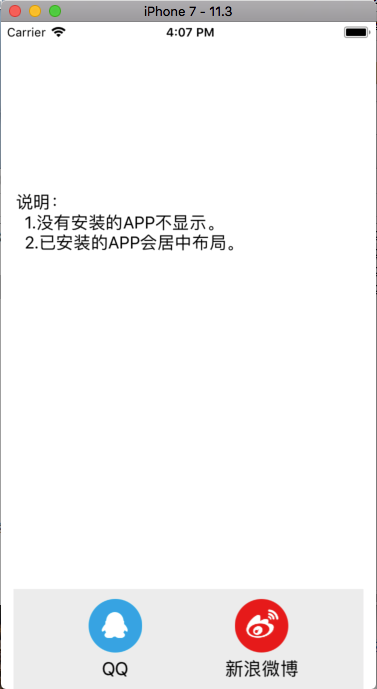 iPhone 7 - 11.3
Carrier 4:07 PM
说明：
1.没有安装的APP不显示。
2.已安装的APP会居中布局。
QQ 新浪微博